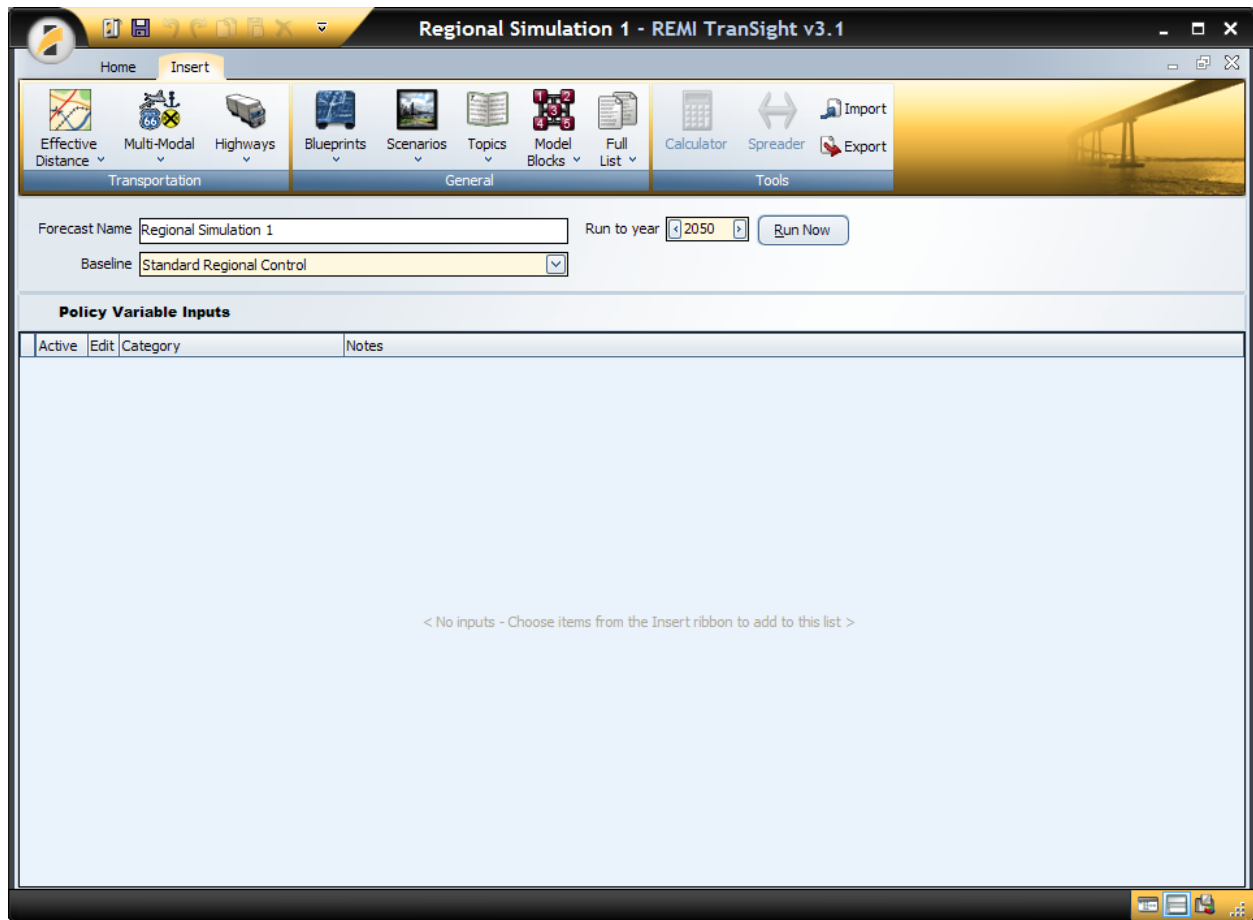 Regional Simulation 1 - REMI TranSight v3.1
Home Insert
Effective Distance
Multi-Modal
Highways
Blueprints
Scenarios
Topics
Model Blocks
Full List
Calculator
Spreader
Import
Export
Transportation
General
Tools
Forecast Name Regional Simulation 1 Run to year 2050 Run Now
Baseline Standard Regional Control
Policy Variable Inputs
Active Edit Category Notes
< No inputs - Choose items from the Insert ribbon to add to this list >